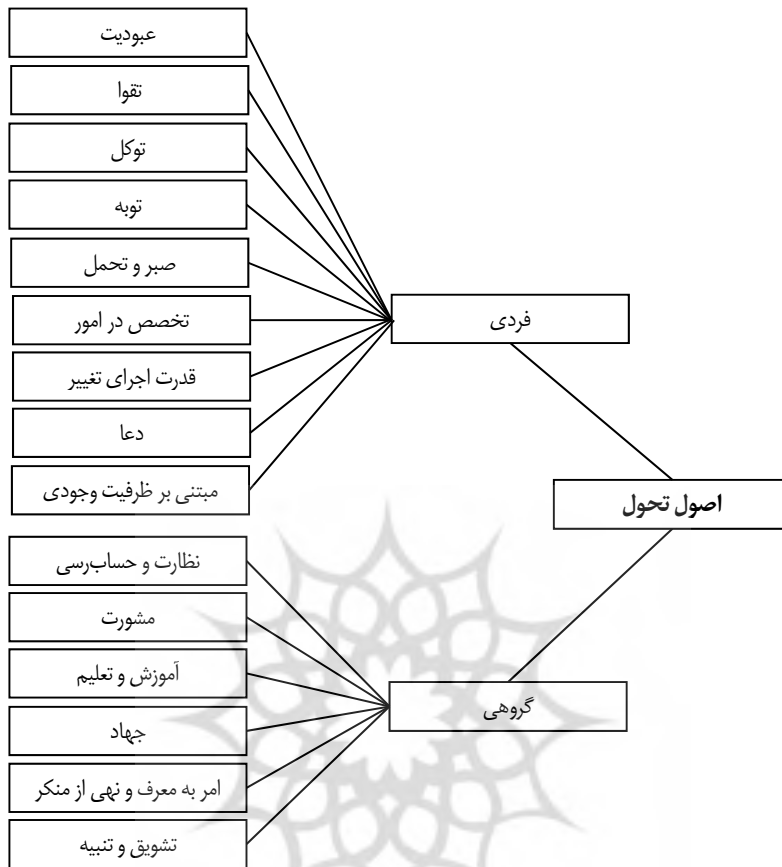 اصول تحول
فردی
عبودیت
تقوا
توکل
توبه
صبر و تحمل
تخصص در امور
قدرت اجرای تغییر
دعا
مبتنی بر ظرفیت وجودی
گروهی
نظارت و حساب‌رسی
مشورت
آموزش و تعلیم
جهاد
امر به معرف و نهی از منکر
تشویق و تنبیه